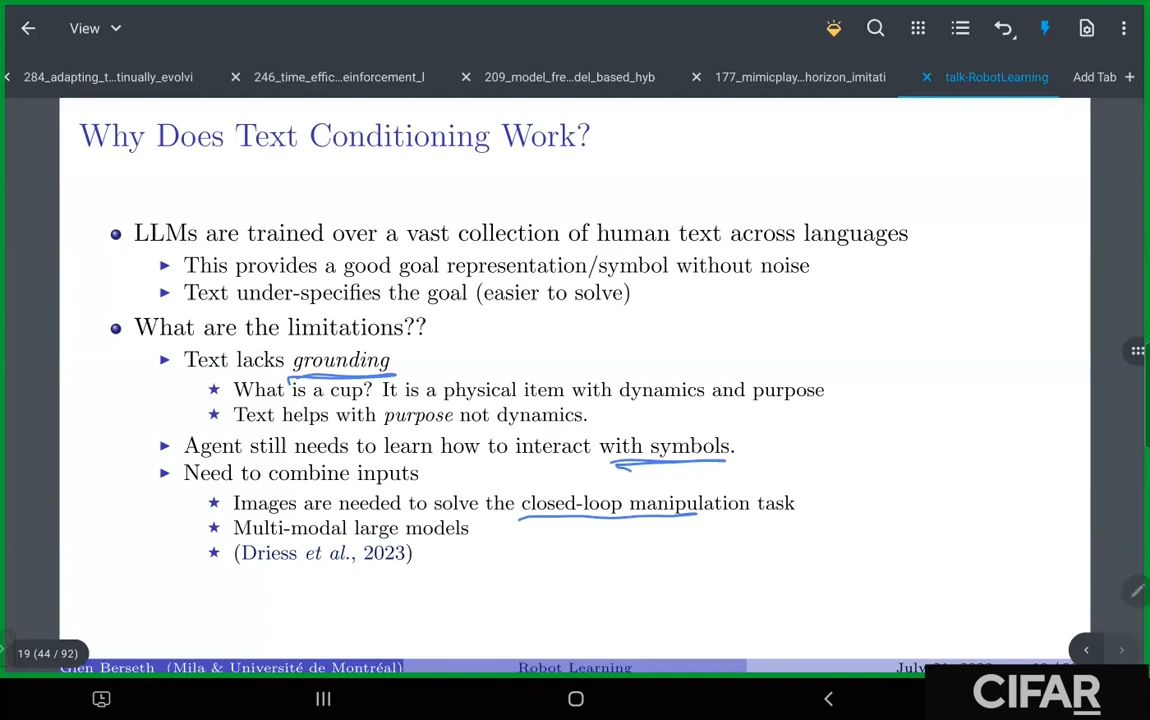 View
284_adapting_t...tinually_evolvi
246_time_effic...einforcement_l
209_model_fre...del_based_hyb
177_mimicplay...horizon_imitati
talk-RobotLearning
Add Tab +
Why Does Text Conditioning Work?
LLMs are trained over a vast collection of human text across languages
This provides a good goal representation/symbol without noise
Text under-specifies the goal (easier to solve)
What are the limitations??
Text lacks grounding
What is a cup? It is a physical item with dynamics and purpose
Text helps with purpose not dynamics.
Agent still needs to learn how to interact with symbols.
Need to combine inputs
Images are needed to solve the closed-loop manipulation task
Multi-modal large models
(Driess et al., 2023)
19 (44 / 92)
Glen Berseth (Mila & Université de Montréal)
Robot Learning
July
CIFAR